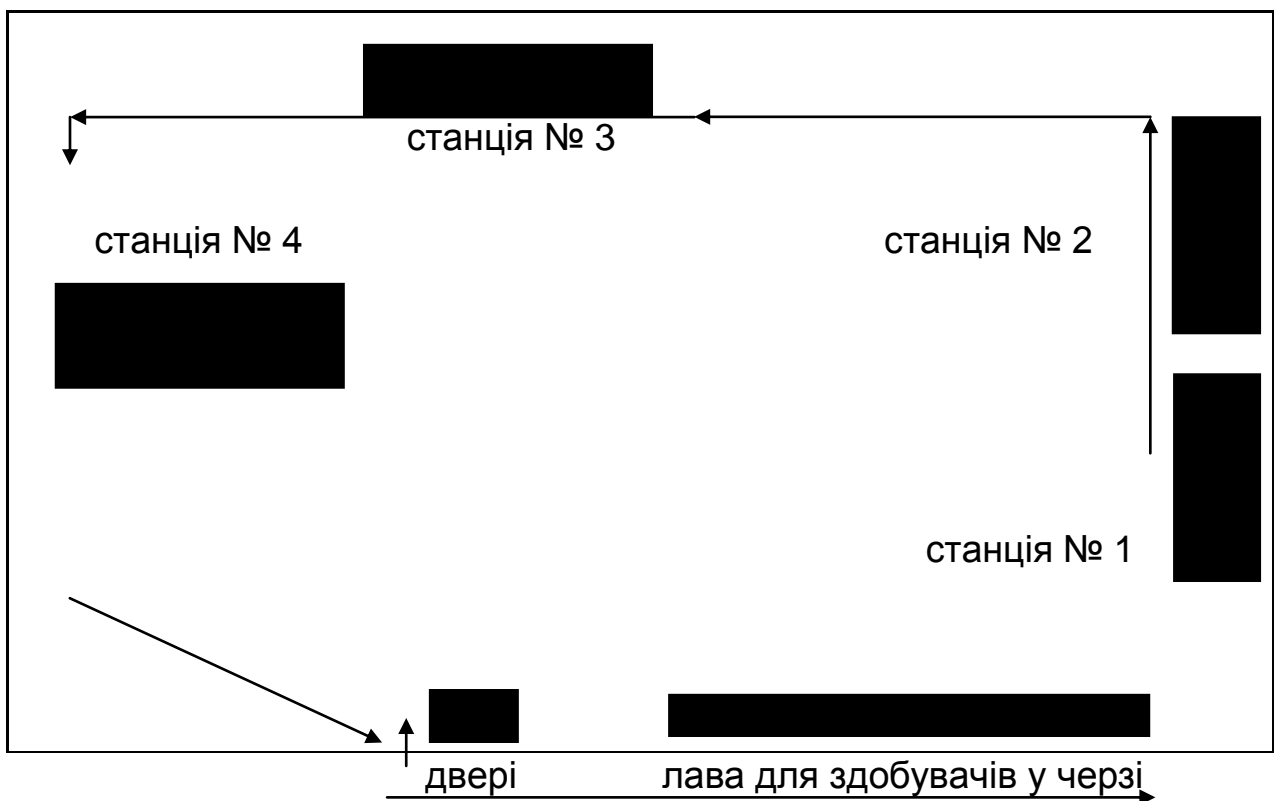 станція № 3
станція № 4
станція № 2
станція № 1
двері
лава для здобувачів у черзі